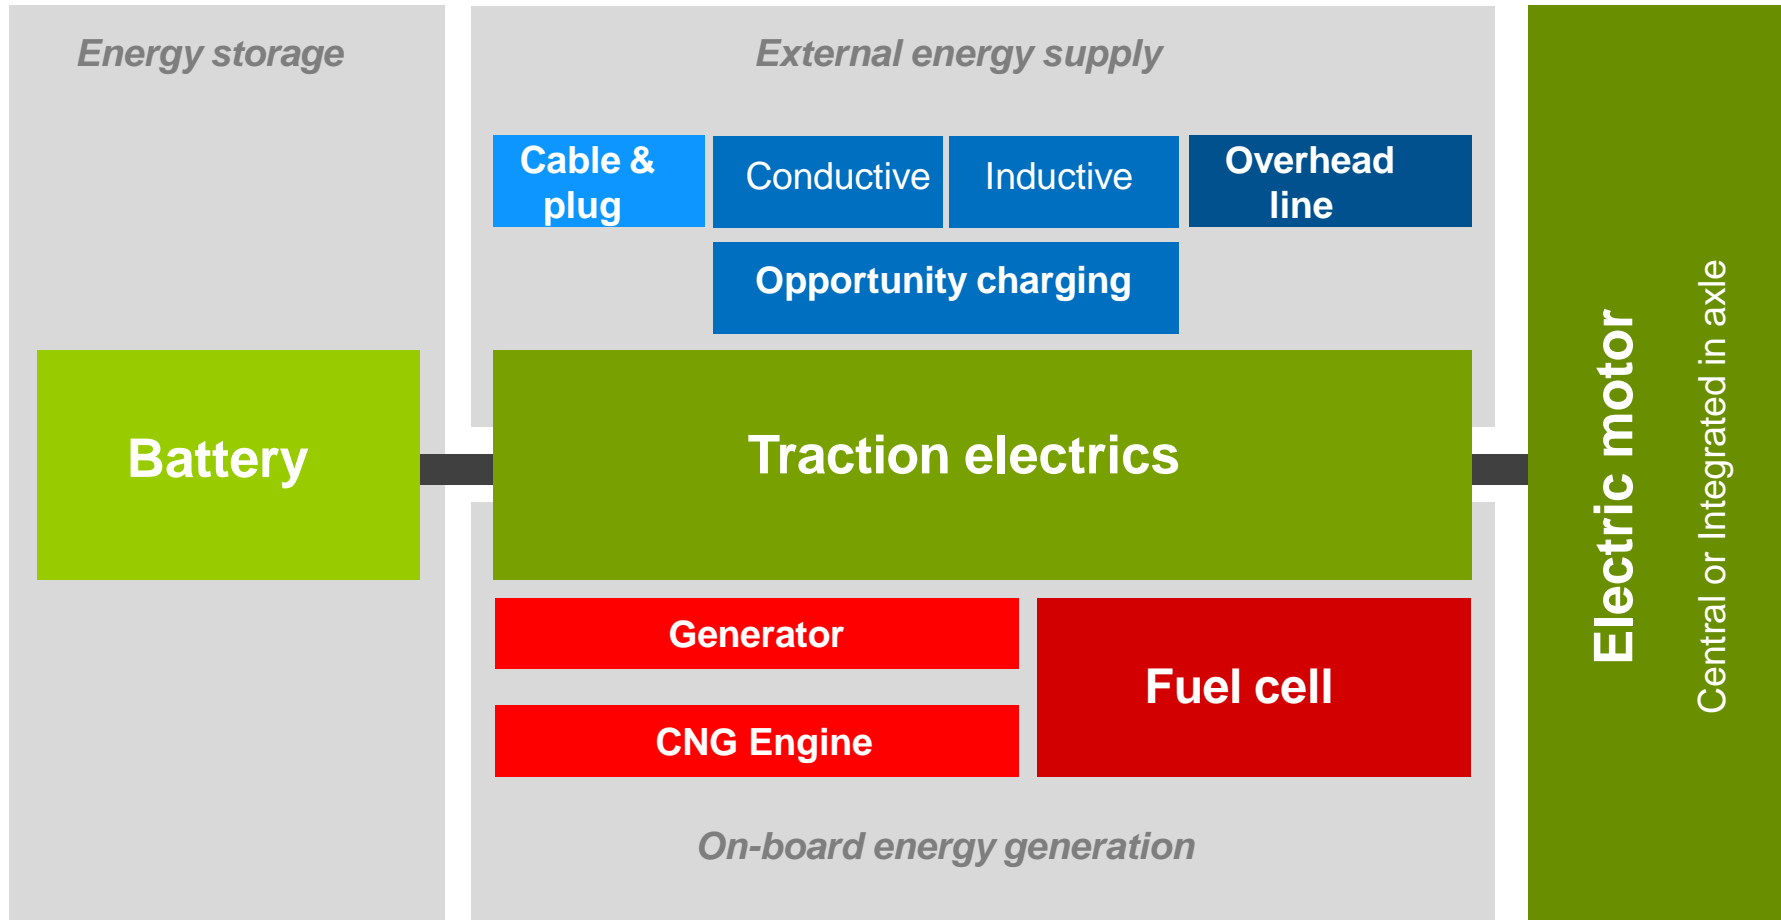 Energy storage
External energy supply
Cable &
plug
Conductive
Inductive
Overhead
line
Opportunity charging
Battery
Traction electrics
Generator
CNG Engine
Fuel cell
On-board energy generation
Electric motor
Central or Integrated in axle